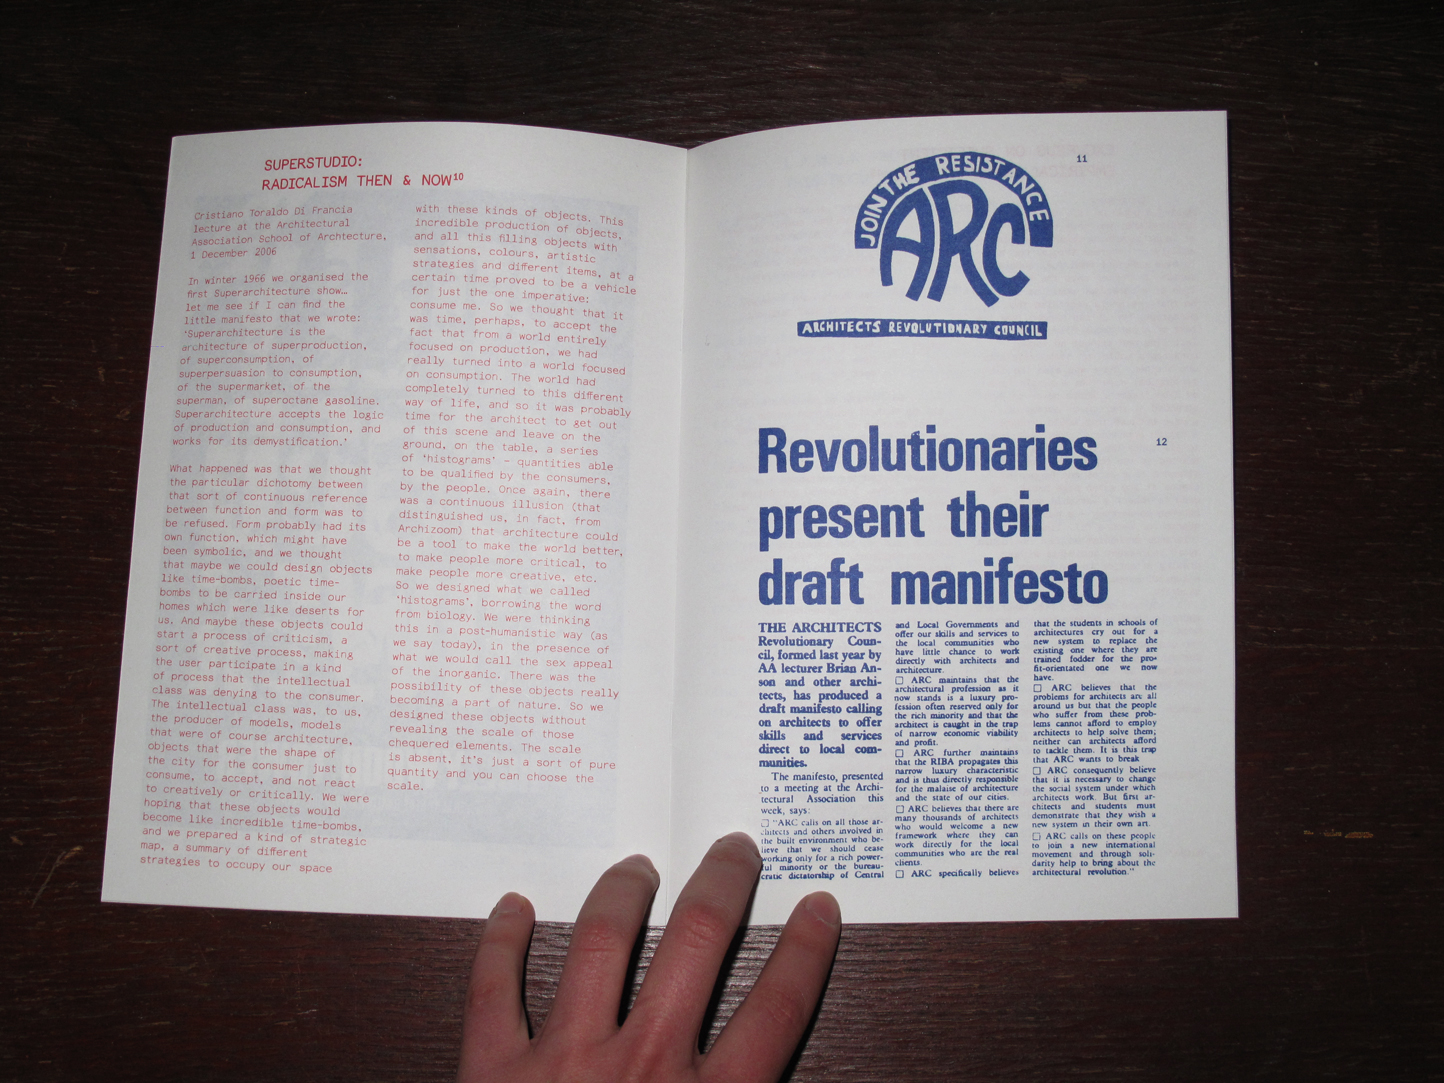 SUPERSTUDIO:
RADICALISM THEN & NOW10
Cristiano Toraldo Di Francia
lecture at the Architectural
Association School of Archtecture,
1 December 2006
In winter 1966 we organised the
first Superarchitecture show…
let me see if I can find the
little manifesto that we wrote:
'Superarchitecture is the
architecture of superproduction,
of superconsumption, of
superpersuasion to consumption,
of the supermarket, of the
superman, of superoctane gasoline.
Superarchitecture accepts the logic
of production and consumption, and
works for its demystification.'
What happened was that we thought
the particular dichotomy between
that sort of continuous reference
between function and form was to
be refused. Form probably had its
own function, which might have
been symbolic, and we thought
that maybe we could design objects
like time-bombs, poetic time-
bombs to be carried inside our
homes which were like deserts for
us. And maybe these objects could
start a process of criticism, a
sort of creative process, making
the user participate in a kind
of process that the intellectual
class was denying to the consumer.
The intellectual class was, to us,
the producer of models, models
that were of course architecture,
objects that were the shape of
the city for the consumer just to
consume, to accept, and not react
to creatively or critically. We were
hoping that these objects would
become like incredible time-bombs,
and we prepared a kind of strategic
map, a summary of different
strategies to occupy our space
with these kinds of objects. This
incredible production of objects,
and all this filling objects with
sensations, colours, artistic
strategies and different items, at a
certain time proved to be a vehicle
for just the one imperative:
consume me. So we thought that it
was time, perhaps, to accept the
fact that from a world entirely
focused on production, we had
really turned into a world focused
on consumption. The world had
completely turned to this different
way of life, and so it was probably
time for the architect to get out
of this scene and leave on the
ground, on the table, a series
of 'histograms' – quantities able
to be qualified by the consumers,
by the people. Once again, there
was a continuous illusion (that
distinguished us, in fact, from
Archizoom) that architecture could
be a tool to make the world better,
to make people more critical, to
make people more creative, etc.
So we designed what we called
'histograms', borrowing the word
from biology. We were thinking
this in a post-humanistic way (as
we say today), in the presence of
what we would call the sex appeal
of the inorganic. There was the
possibility of these objects really
becoming a part of nature. So we
designed these objects without
revealing the scale of those
chequered elements. The scale
is absent, it's just a sort of pure
quantity and you can choose the
scale.
11
JOIN THE RESISTANCE
ARC
ARCHITECTS REVOLUTIONARY COUNCIL
12
Revolutionaries
present their
draft manifesto
THE ARCHITECTS
Revolutionary Coun-
cil, formed last year by
AA lecturer Brian An-
son and other archi-
tects, has produced a
draft manifesto calling
on architects to offer
skills and services
direct to local com-
munities.
The manifesto, presented
to a meeting at the Archi-
tectural Association this
week, says:
☐ "ARC calls on all those ar-
chitects and others involved in
the built environment who be-
lieve that we should cease
working only for a rich power-
ful minority or the bureau-
cratic dictatorship of Central
and Local Governments and
offer our skills and services to
the local communities who
have little chance to work
directly with architects and
architecture.
☐ ARC maintains that the
architectural profession as it
now stands is a luxury pro-
fession often reserved only for
the rich minority and that the
architect is caught in the trap
of narrow economic viability
and profit.
☐ ARC further maintains
that the RIBA propagates this
narrow luxury characteristic
and is thus directly responsible
for the malaise of architecture
and the state of our cities.
☐ ARC believes that there are
many thousands of architects
who would welcome a new
framework where they can
work directly for the local
communities who are the real
clients.
☐ ARC specifically believes
that the students in schools of
architectures cry out for a
new system to replace the
existing one where they are
trained fodder for the pro-
fit-orientated one we now
have.
☐ ARC believes that the
problems for architects are all
around us but that the people
who suffer from these prob-
lems cannot afford to employ
architects to help solve them;
neither can architects afford
to tackle them. It is this trap
that ARC wants to break
☐ ARC consequently believe
that it is necessary to change
the social system under which
architects work. But first ar-
chitects and students must
demonstrate that they wish a
new system in their own art.
☐ ARC calls on these people
to join a new international
movement and through soli-
darity help to bring about the
architectural revolution."